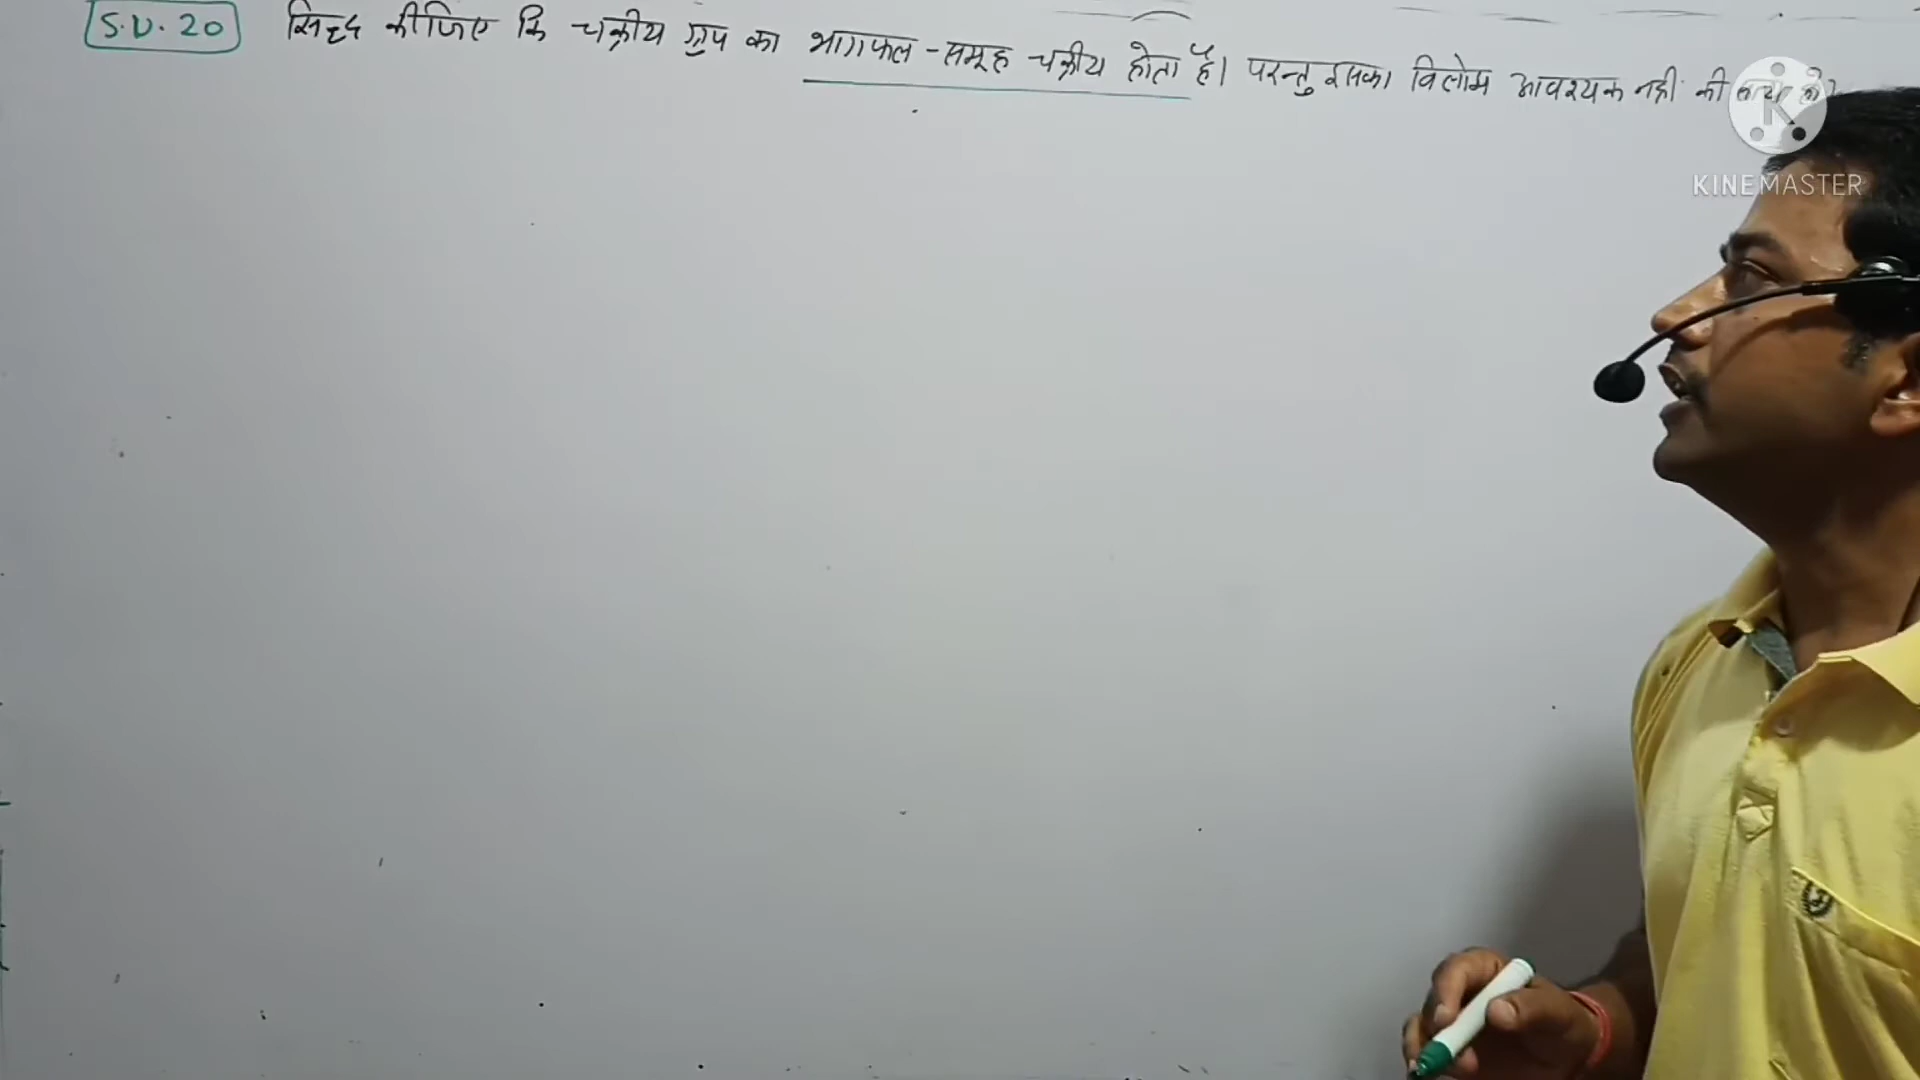 S.U. 20 सिद्ध कीजिए कि चक्रीय ग्रुप का भागफल-समूह चक्रीय होता है। परन्तु इसका विलोम आवश्यक नहीं की
KINEMASTER